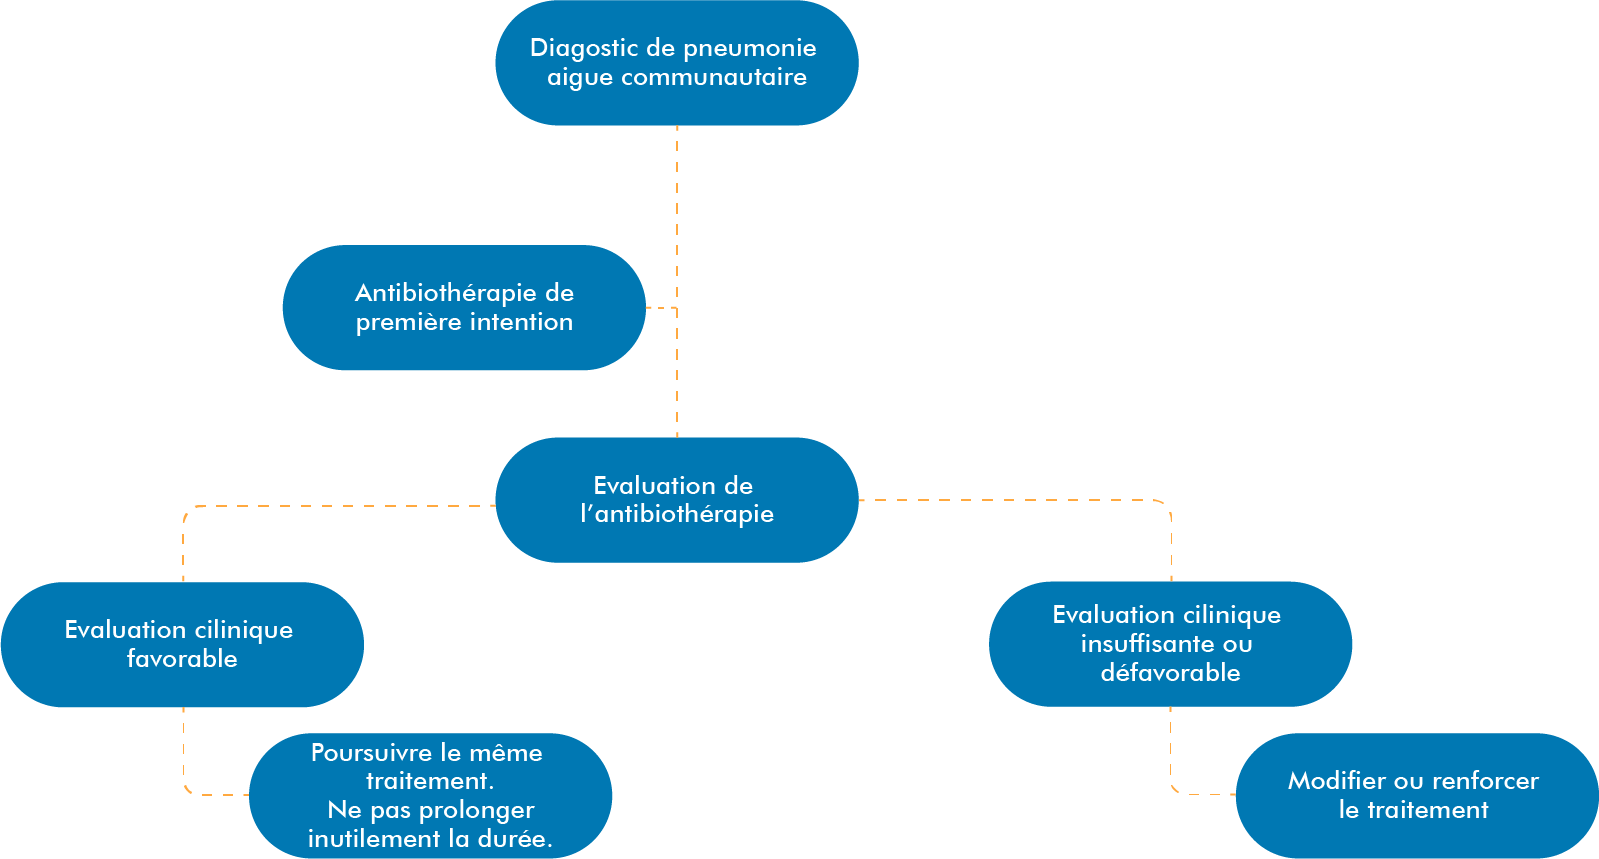 Diagostic de pneumonie
aigue communautaire
Antibiothérapie de
première intention
Evaluation de
l’antibiothérapie
Evaluation cilinique
favorable
Evaluation cilinique
insuffisante ou
défavorable
Poursuivre le même
traitement.
Ne pas prolonger
inutilement la durée.
Modifier ou renforcer
le traitement